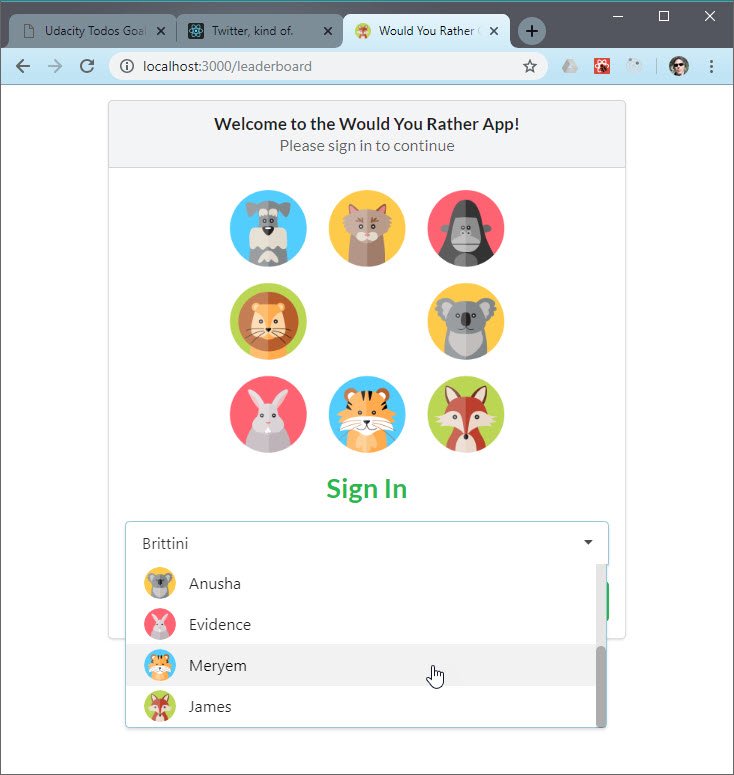 Udacity Todos Goal
Twitter, kind of.
Would You Rather
localhost:3000/leaderboard
Welcome to the Would You Rather App!
Please sign in to continue
Sign In
Brittini
Anusha
Evidence
Meryem
James